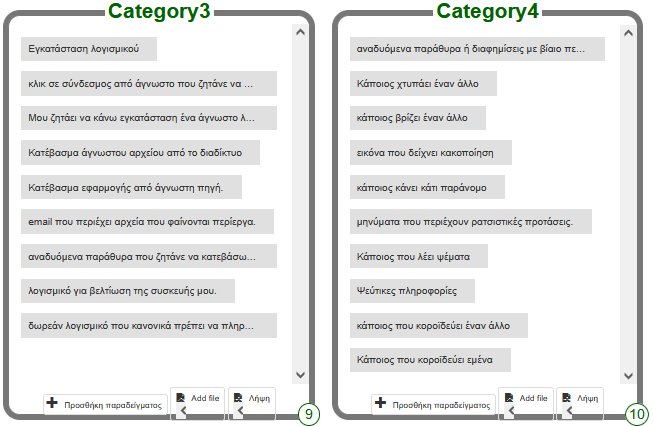 Category3
Εγκατάσταση λογισμικού
κλικ σε σύνδεσμος από άγνωστο που ζητάνε να ...
Μου ζητάει να κάνω εγκατάσταση ένα άγνωστο λ...
Κατέβασμα άγνωστου αρχείου από το διαδίκτυο
Κατέβασμα εφαρμογής από άγνωστη πηγή.
email που περιέχει αρχεία που φαίνονται περίεργα.
αναδυόμενα παράθυρα που ζητάνε να κατεβάσω...
λογισμικό για βελτίωση της συσκευής μου.
δωρεάν λογισμικό που κανονικά πρέπει να πληρ...
Προσθήκη παραδείγματος
Add file
Λήψη
9
Category4
αναδυόμενα παράθυρα ή διαφημίσεις με βίαιο πε...
Κάποιος χτυπάει έναν άλλο
κάποιος βρίζει έναν άλλο
εικόνα που δείχνει κακοποίηση
κάποιος κάνει κάτι παράνομο
μηνύματα που περιέχουν ρατσιστικές προτάσεις.
Κάποιος που λέει ψέματα
Ψεύτικες πληροφορίες
κάποιος που κοροϊδεύει έναν άλλο
Κάποιος που κοροϊδεύει εμένα
Προσθήκη παραδείγματος
Add file
Λήψη
10